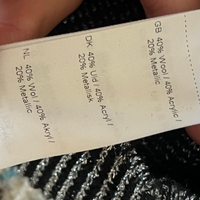 GB 40% Wool / 40% Acrylic /
20% Metallic
DK 40% Uld / 40% Acryl /
20% Metallisk
NL 40% Wol / 40% Akryl /
20% Metallic